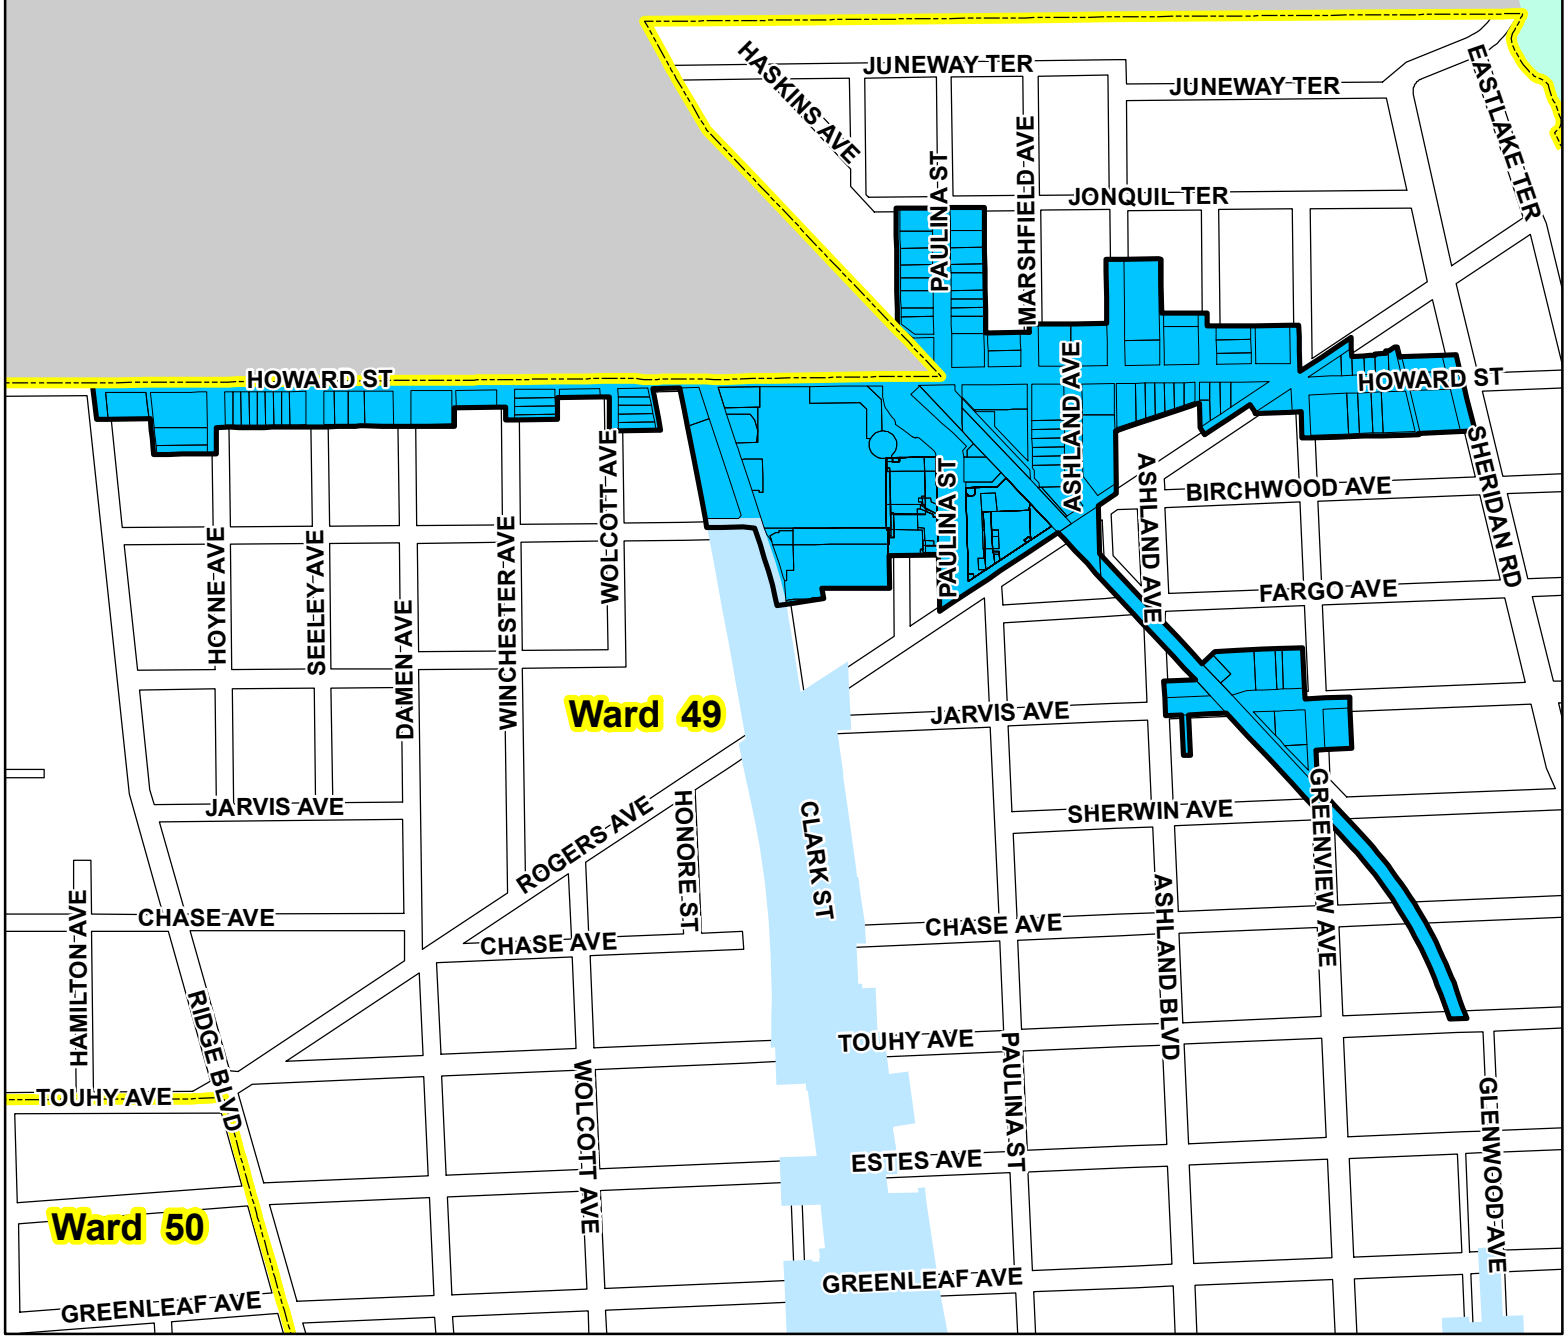 HASKINS AVE
JUNEWAY TER
JUNEWAY TER
EASTLAKE TER
PAULINA ST
MARSHFIELD AVE
JONQUIL TER
HOWARD ST
HOWARD ST
ASHLAND AVE
PAULINA ST
ASHLAND AVE
BIRCHWOOD AVE
SHERIDAN RD
FARGO AVE
HOYNE AVE
SEELEY AVE
DAMEN AVE
WINCHESTER AVE
WOLCOTT AVE
Ward 49
JARVIS AVE
JARVIS AVE
ROGERS AVE
HONORE ST
CLARK ST
SHERWIN AVE
GREENVIEW AVE
HAMILTON AVE
CHASE AVE
CHASE AVE
CHASE AVE
ASHLAND BLVD
RIDGE BLVD
TOUHY AVE
TOUHY AVE
PAULINA ST
WOLCOTT AVE
GLENWOOD AVE
ESTES AVE
Ward 50
GREENLEAF AVE
GREENLEAF AVE